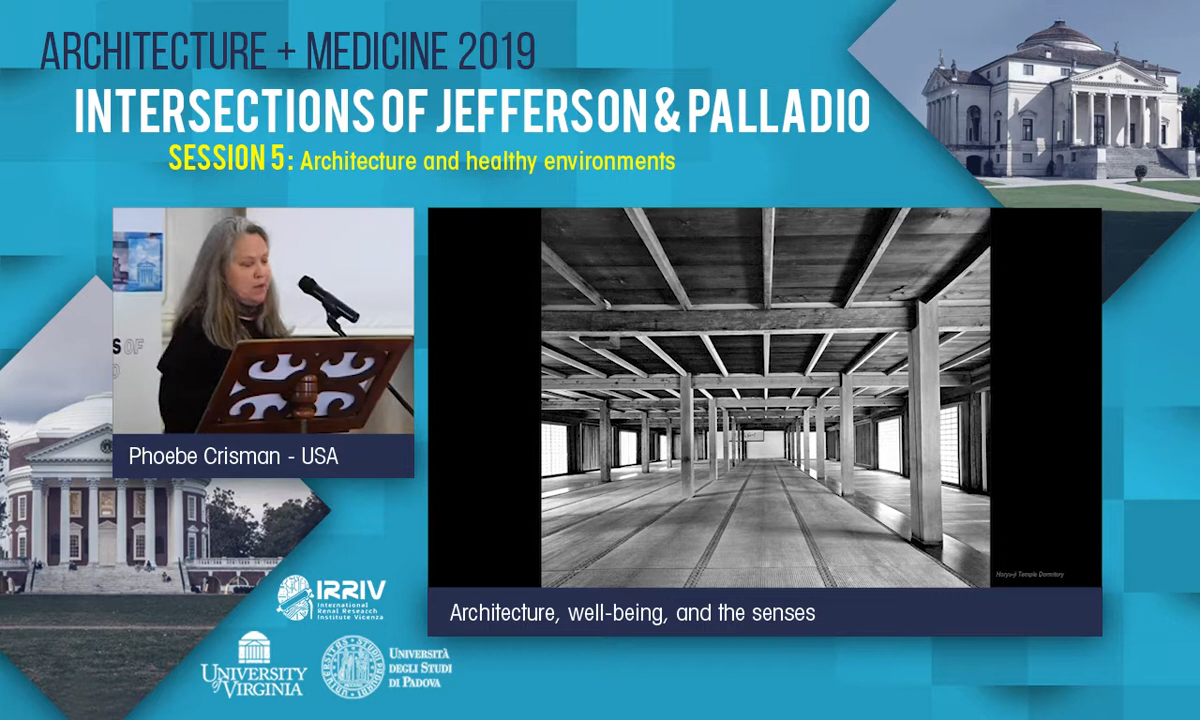 ARCHITECTURE + MEDICINE 2019
INTERSECTIONS OF JEFFERSON & PALLADIO
SESSION 5: Architecture and healthy environments
S OF
Phoebe Crisman - USA
Horyu-ji Temple Dormitory
Architecture, well-being, and the senses
IRRIV
International
Renal Research
Institute Vicenza
UNIVERSITY
of VIRGINIA
UNIVERSITÀ
DEGLI STUDI
DI PADOVA